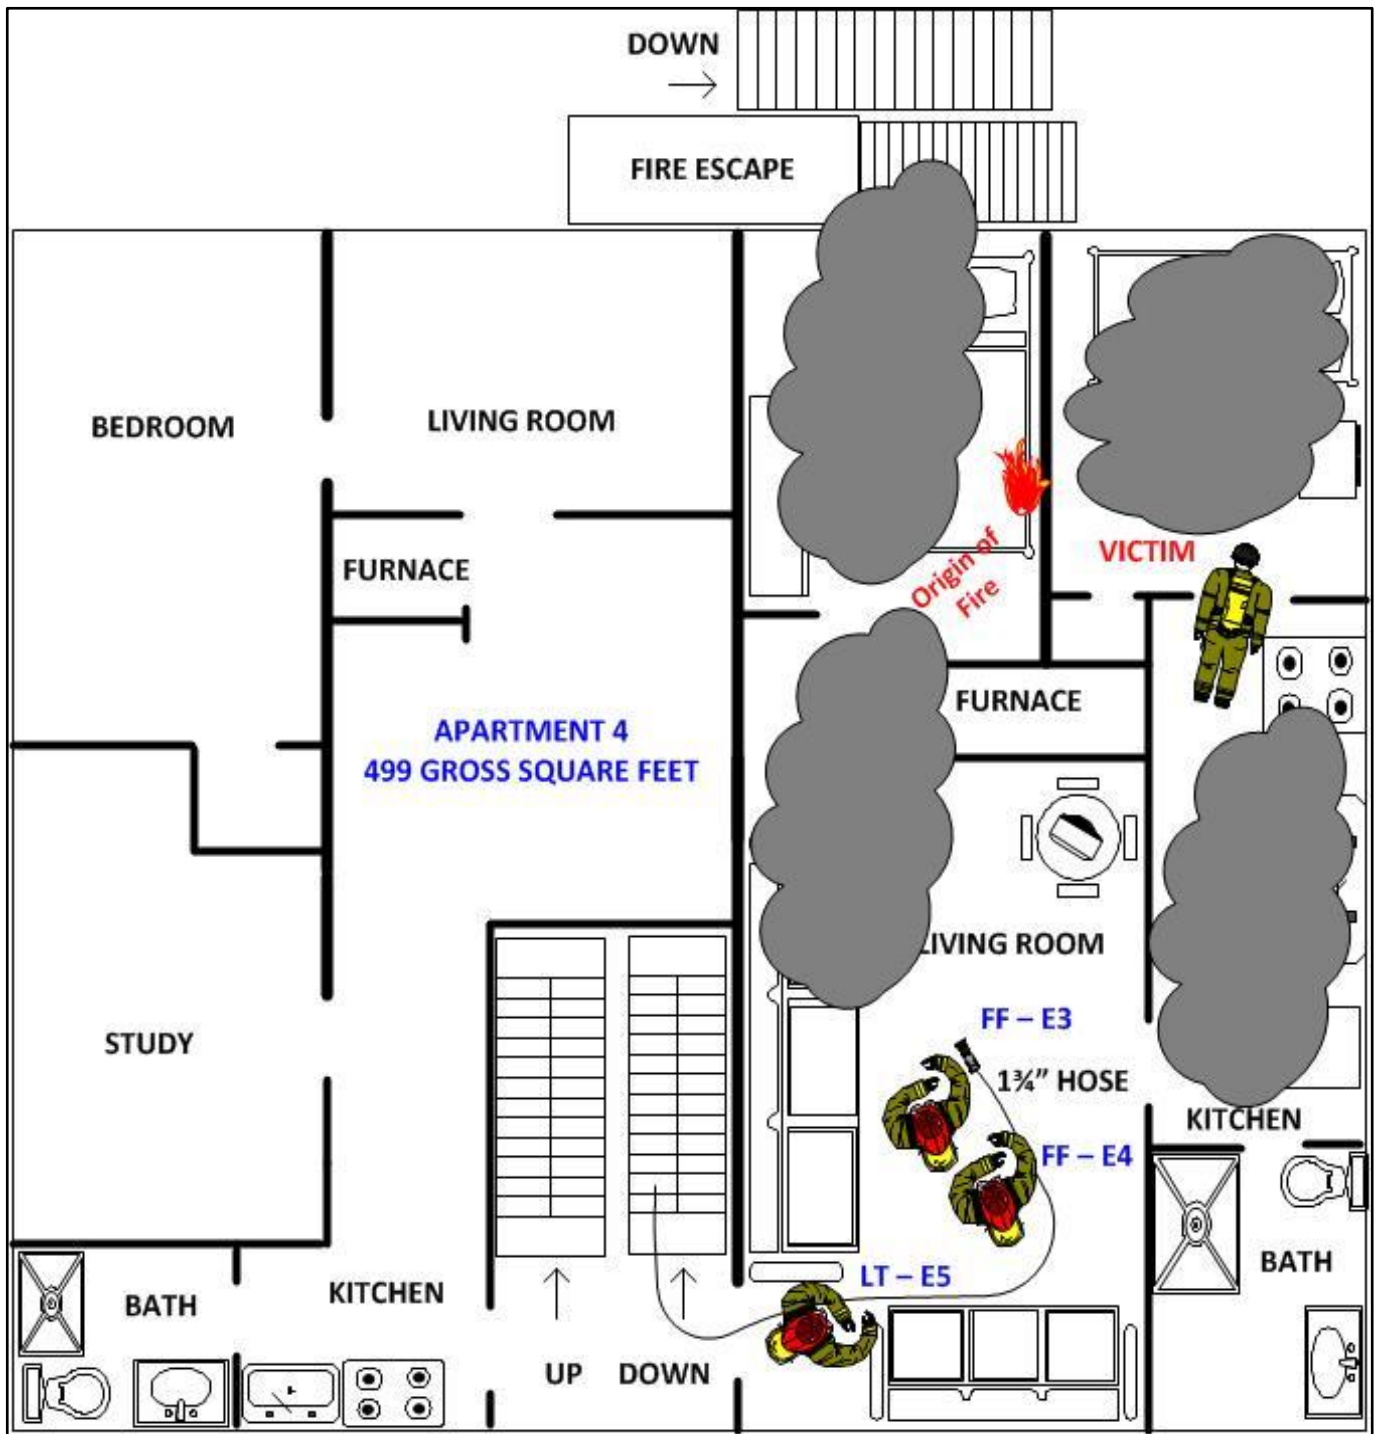 DOWN
FIRE ESCAPE
BEDROOM
LIVING ROOM
FURNACE
VICTIM
Origin of
Fire
FURNACE
APARTMENT 4
499 GROSS SQUARE FEET
LIVING ROOM
FF – E3
1¾” HOSE
STUDY
KITCHEN
FF – E4
LT – E5
BATH
KITCHEN
BATH
UP
DOWN